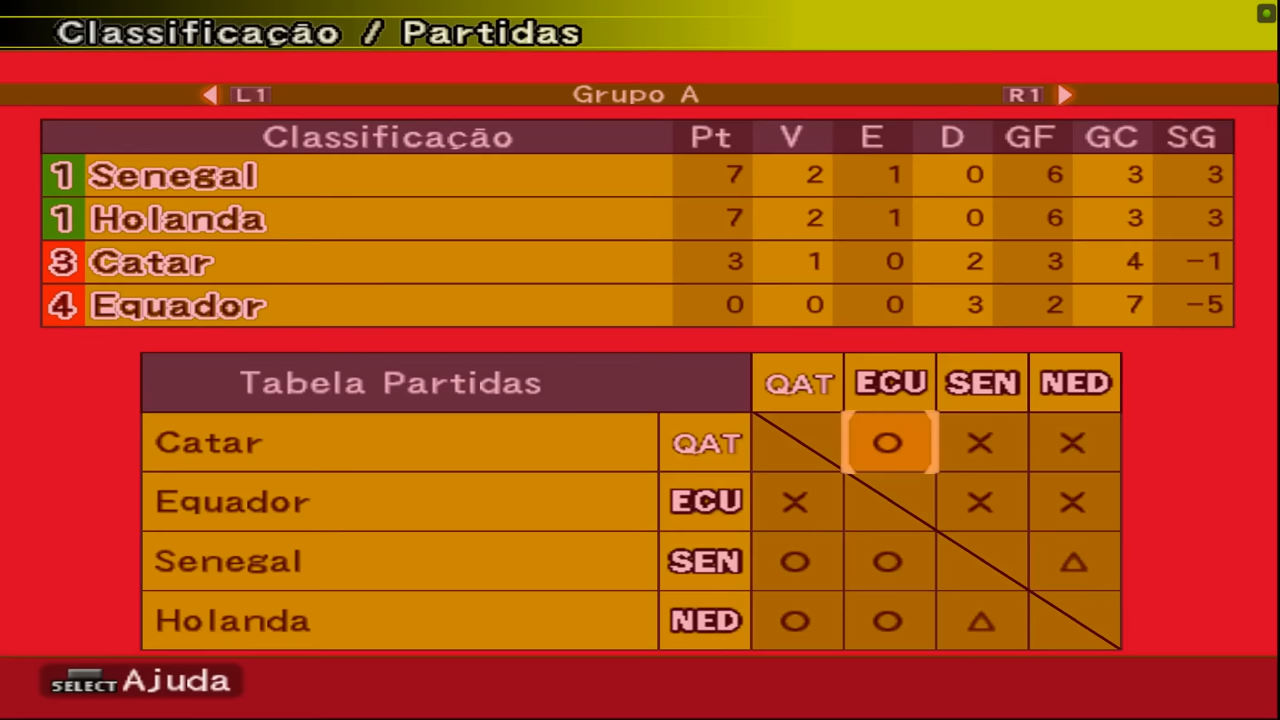 Classificação / Partidas
L1 Grupo A R1
Classificação Pt V E D GF GC SG
1 Senegal 7 2 1 0 6 3 3
1 Holanda 7 2 1 0 6 3 3
3 Catar 3 1 0 2 3 4 -1
4 Equador 0 0 0 3 2 7 -5
Tabela Partidas QAT ECU SEN NED
Catar QAT ○ × ×
Equador ECU × × ×
Senegal SEN ○ ○ △
Holanda NED ○ ○ △
SELECT Ajuda